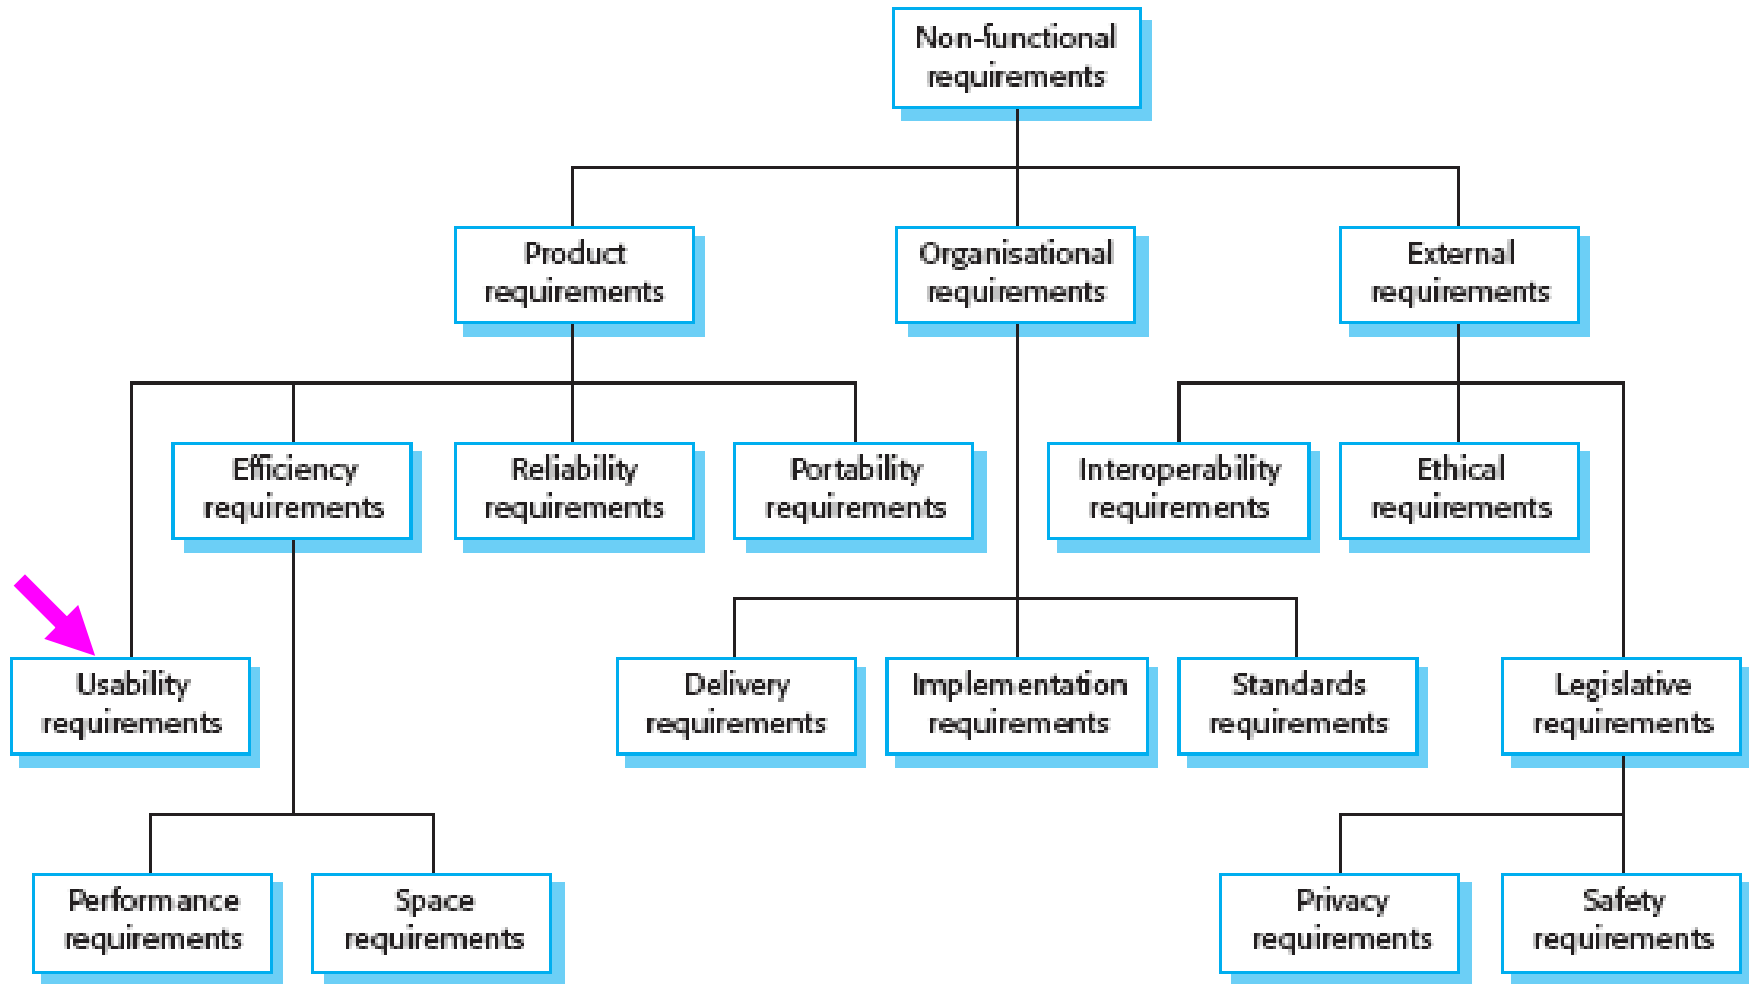 Non-functional
requirements
Product
requirements
Organisational
requirements
External
requirements
Efficiency
requirements
Reliability
requirements
Portability
requirements
Interoperability
requirements
Ethical
requirements
Usability
requirements
Delivery
requirements
Implementation
requirements
Standards
requirements
Legislative
requirements
Performance
requirements
Space
requirements
Privacy
requirements
Safety
requirements